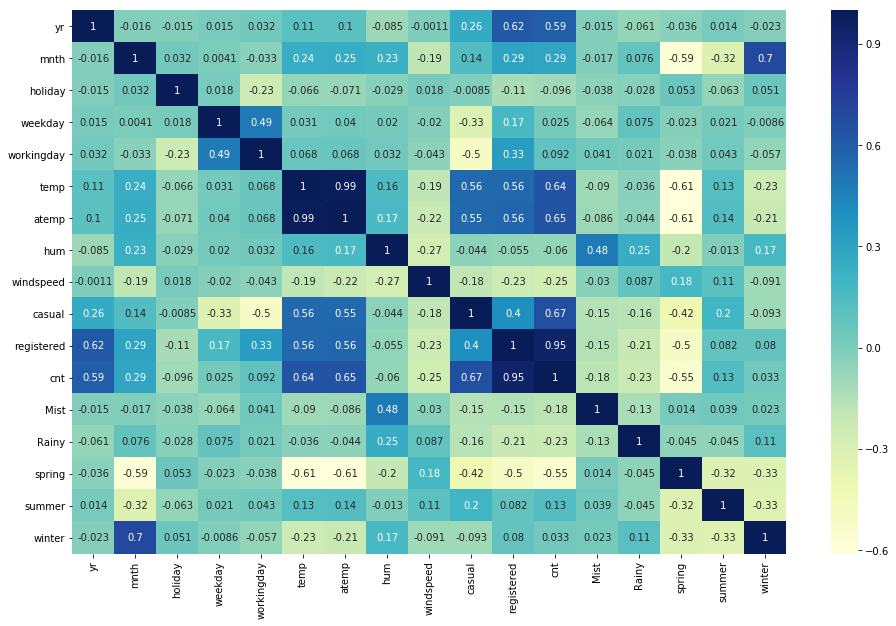 yr 1 -0.016 -0.015 0.015 0.032 0.11 0.1 -0.085 -0.0011 0.26 0.62 0.59 -0.015 -0.061 -0.036 0.014 -0.023
mnth -0.016 1 0.032 0.0041 -0.033 0.24 0.25 0.23 -0.19 0.14 0.29 0.29 -0.017 0.076 -0.59 -0.32 0.7
holiday -0.015 0.032 1 0.018 -0.23 -0.066 -0.071 -0.029 0.018 -0.0085 -0.11 -0.096 -0.038 -0.028 0.053 -0.063 0.051
weekday 0.015 0.0041 0.018 1 0.49 0.031 0.04 0.02 -0.02 -0.33 0.17 0.025 -0.064 0.075 -0.023 0.021 -0.0086
workingday 0.032 -0.033 -0.23 0.49 1 0.068 0.068 0.032 -0.043 -0.5 0.33 0.092 0.041 0.021 -0.038 0.043 -0.057
temp 0.11 0.24 -0.066 0.031 0.068 1 0.99 0.16 -0.19 0.56 0.56 0.64 -0.09 -0.036 -0.61 0.13 -0.23
atemp 0.1 0.25 -0.071 0.04 0.068 0.99 1 0.17 -0.22 0.55 0.56 0.65 -0.086 -0.044 -0.61 0.14 -0.21
hum -0.085 0.23 -0.029 0.02 0.032 0.16 0.17 1 -0.27 -0.044 -0.055 -0.06 0.48 0.25 -0.2 -0.013 0.17
windspeed -0.0011 -0.19 0.018 -0.02 -0.043 -0.19 -0.22 -0.27 1 -0.18 -0.23 -0.25 -0.03 0.087 0.18 0.11 -0.091
casual 0.26 0.14 -0.0085 -0.33 -0.5 0.56 0.55 -0.044 -0.18 1 0.4 0.67 -0.15 -0.16 -0.42 0.2 -0.093
registered 0.62 0.29 -0.11 0.17 0.33 0.56 0.56 -0.055 -0.23 0.4 1 0.95 -0.15 -0.21 -0.5 0.082 0.08
cnt 0.59 0.29 -0.096 0.025 0.092 0.64 0.65 -0.06 -0.25 0.67 0.95 1 -0.18 -0.23 -0.55 0.13 0.033
Mist -0.015 -0.017 -0.038 -0.064 0.041 -0.09 -0.086 0.48 -0.03 -0.15 -0.15 -0.18 1 -0.13 0.014 0.039 0.023
Rainy -0.061 0.076 -0.028 0.075 0.021 -0.036 -0.044 0.25 0.087 -0.16 -0.21 -0.23 -0.13 1 -0.045 -0.045 0.11
spring -0.036 -0.59 0.053 -0.023 -0.038 -0.61 -0.61 -0.2 0.18 -0.42 -0.5 -0.55 0.014 -0.045 1 -0.32 -0.33
summer 0.014 -0.32 -0.063 0.021 0.043 0.13 0.14 -0.013 0.11 0.2 0.082 0.13 0.039 -0.045 -0.32 1 -0.33
winter -0.023 0.7 0.051 -0.0086 -0.057 -0.23 -0.21 0.17 -0.091 -0.093 0.08 0.033 0.023 0.11 -0.33 -0.33 1
yr mnth holiday weekday workingday temp atemp hum windspeed casual registered cnt Mist Rainy spring summer winter
0.9
0.6
0.3
0.0
-0.3
-0.6